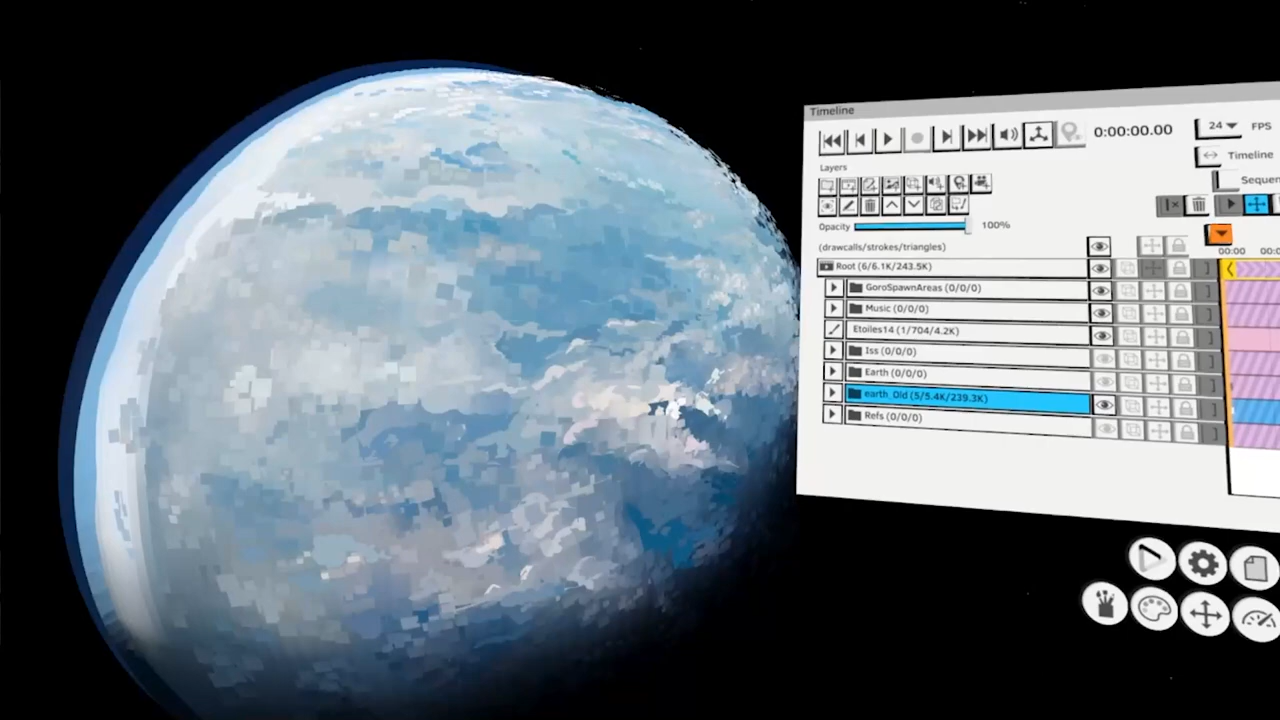 Timeline
0:00:00.00
24
FPS
Timeline
Layers
Sequen
Opacity
100%
(drawcalls/strokes/triangles)
00:00
Root (6/6.1K/243.5K)
GoroSpawnAreas (0/0/0)
Music (0/0/0)
Etoiles14 (1/704/4.2K)
Iss (0/0/0)
Earth (0/0/0)
earth_Old (5/5.4K/239.3K)
Refs (0/0/0)